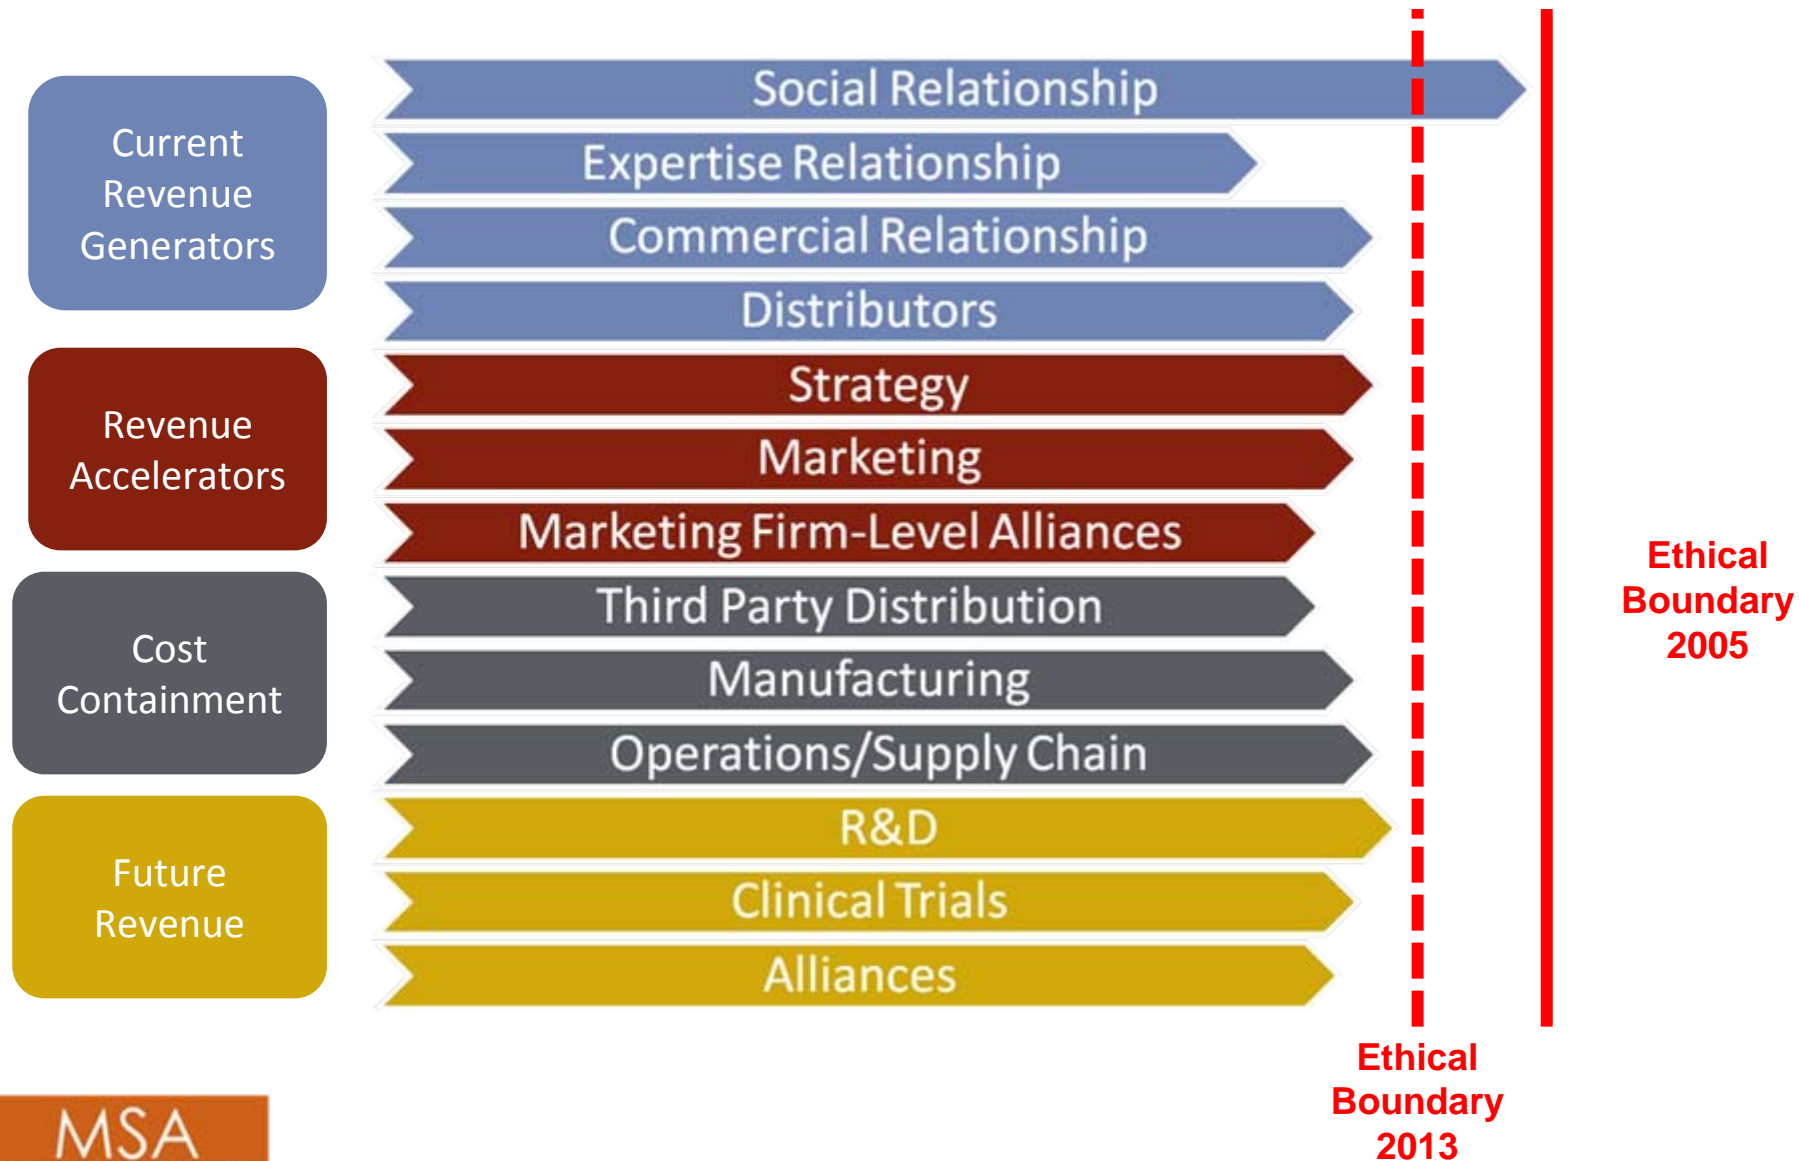 Current
Revenue
Generators
Social Relationship
Expertise Relationship
Commercial Relationship
Distributors
Revenue
Accelerators
Strategy
Marketing
Marketing Firm-Level Alliances
Cost
Containment
Third Party Distribution
Manufacturing
Operations/Supply Chain
Future
Revenue
R&D
Clinical Trials
Alliances
Ethical
Boundary
2005
Ethical
Boundary
2013
MSA